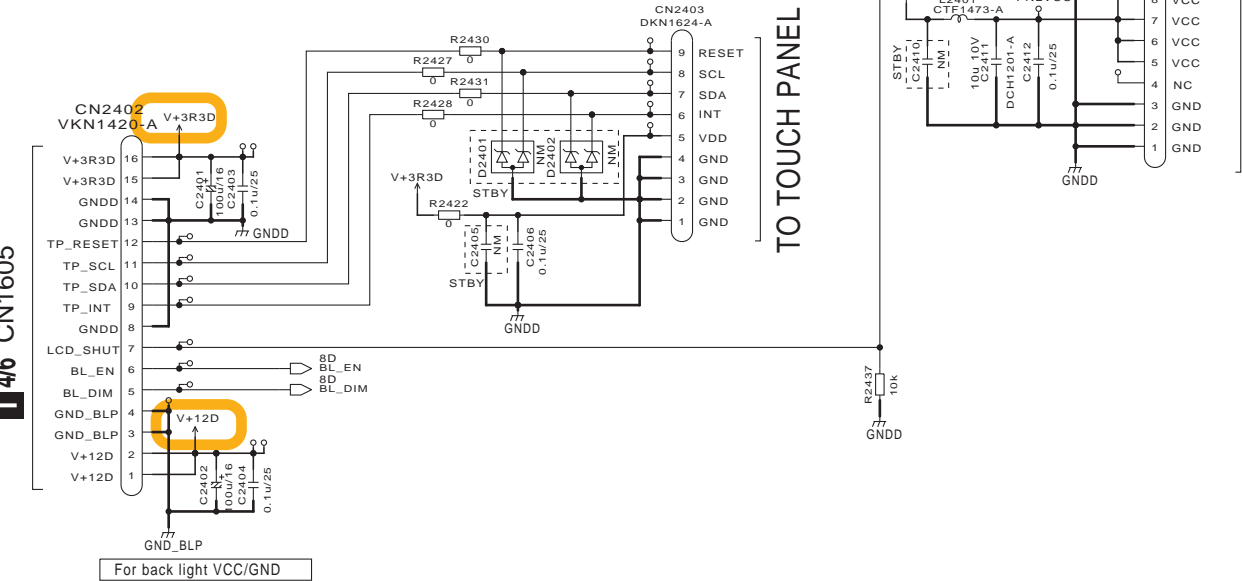 CN2403
DKN1624-A
R2430
0
9 RESET
R2427
0
8 SCL
R2431
0
7 SDA
R2428
0
6 INT
5 VDD
4 GND
3 GND
2 GND
1 GND
TO TOUCH PANEL
D2401
NM
D2402
NM
STBY
V+3R3D
R2422
0
C2405
NM
STBY
C2406
0.1u/25
GNDD
CN2402
VKN1420-A
V+3R3D
V+3R3D 16
V+3R3D 15
GNDD 14
GNDD 13
TP_RESET 12
TP_SCL 11
TP_SDA 10
TP_INT 9
GNDD 8
LCD_SHUT 7
BL_EN 6
BL_DIM 5
GND_BLP 4
GND_BLP 3
V+12D 2
V+12D 1
C2401
100u/16
C2403
0.1u/25
GNDD
8D
BL_EN
8D
BL_DIM
V+12D
C2402
100u/16
C2404
0.1u/25
GND_BLP
For back light VCC/GND
4/6 CN1605
CTF1473-A
STBY
C2410
NM
10u 10V
C2411
DCH1201-A
C2412
0.1u/25
VCC
7 VCC
6 VCC
5 VCC
4 NC
3 GND
2 GND
1 GND
GNDD
R2437
10k
GNDD